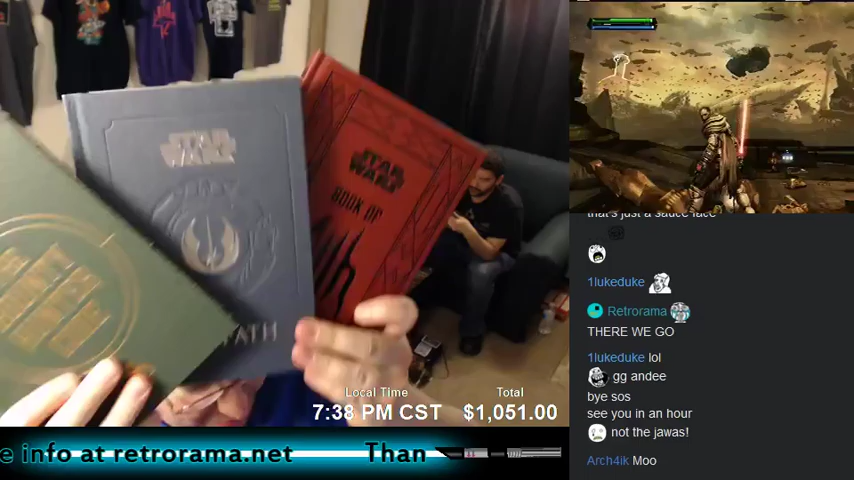 STAR
WARS
STAR
WARS
BOOK OF
PATH
Local Time
Total
7:38 PM CST
$1,051.00
e info at retrorama.net
Than
that's just a sauce face
1lukeduke
Retrorama
THERE WE GO
1lukeduke lol
gg andee
bye sos
see you in an hour
not the jawas!
Arch4ik Moo